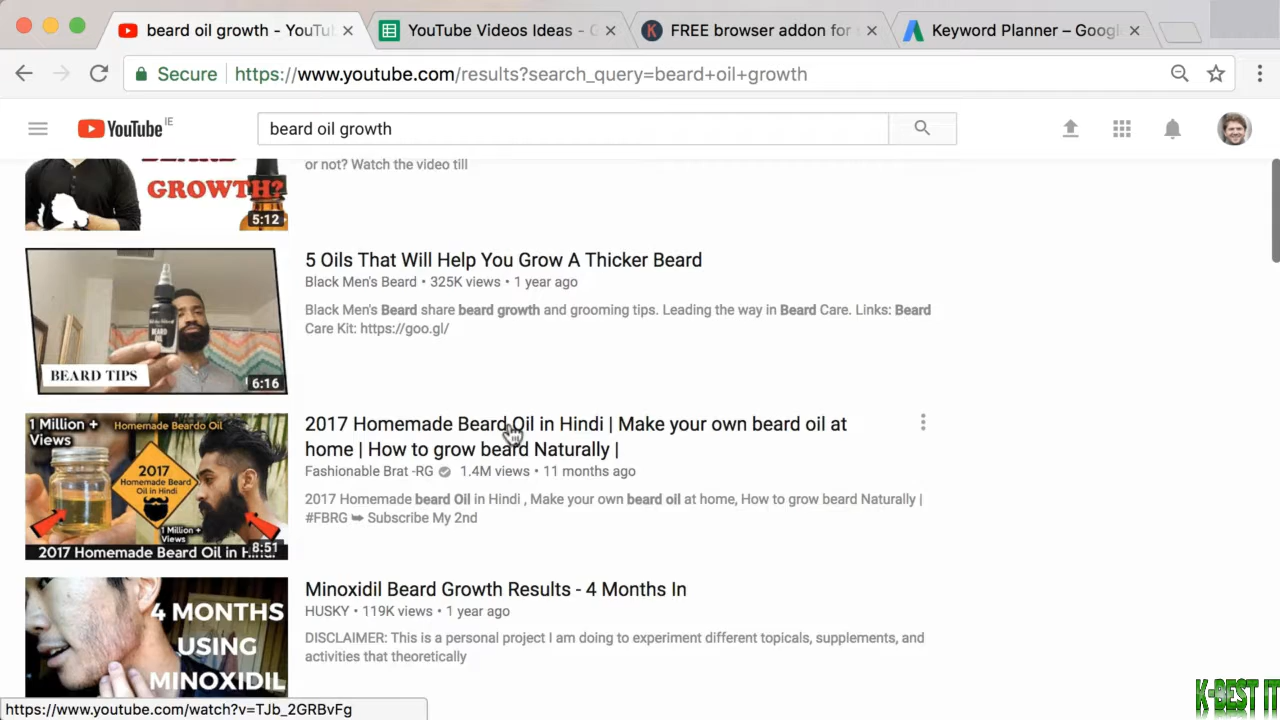 beard oil growth - YouTu
YouTube Videos Ideas - G
FREE browser addon for
Keyword Planner – Googl
Secure https://www.youtube.com/results?search_query=beard+oil+growth
YouTube IE
beard oil growth
GROWTH?
5:12
or not? Watch the video till
BEARD TIPS
6:16
5 Oils That Will Help You Grow A Thicker Beard
Black Men's Beard • 325K views • 1 year ago
Black Men's Beard share beard growth and grooming tips. Leading the way in Beard Care. Links: Beard
Care Kit: https://goo.gl/
1 Million +
Views
Homemade Beardo Oil
2017
Homemade Beard
Oil in Hindi
1 Million +
Views
8:51
2017 Homemade Beard Oil in H
2017 Homemade Beard Oil in Hindi | Make your own beard oil at
home | How to grow beard Naturally |
Fashionable Brat -RG 1.4M views • 11 months ago
2017 Homemade beard Oil in Hindi , Make your own beard oil at home, How to grow beard Naturally |
#FBRG ➥ Subscribe My 2nd
4 MONTHS
USING
MINOXIDIL
Minoxidil Beard Growth Results - 4 Months In
HUSKY • 119K views • 1 year ago
DISCLAIMER: This is a personal project I am doing to experiment different topicals, supplements, and
activities that theoretically
https://www.youtube.com/watch?v=TJb_2GRBvFg
K-BEST IT